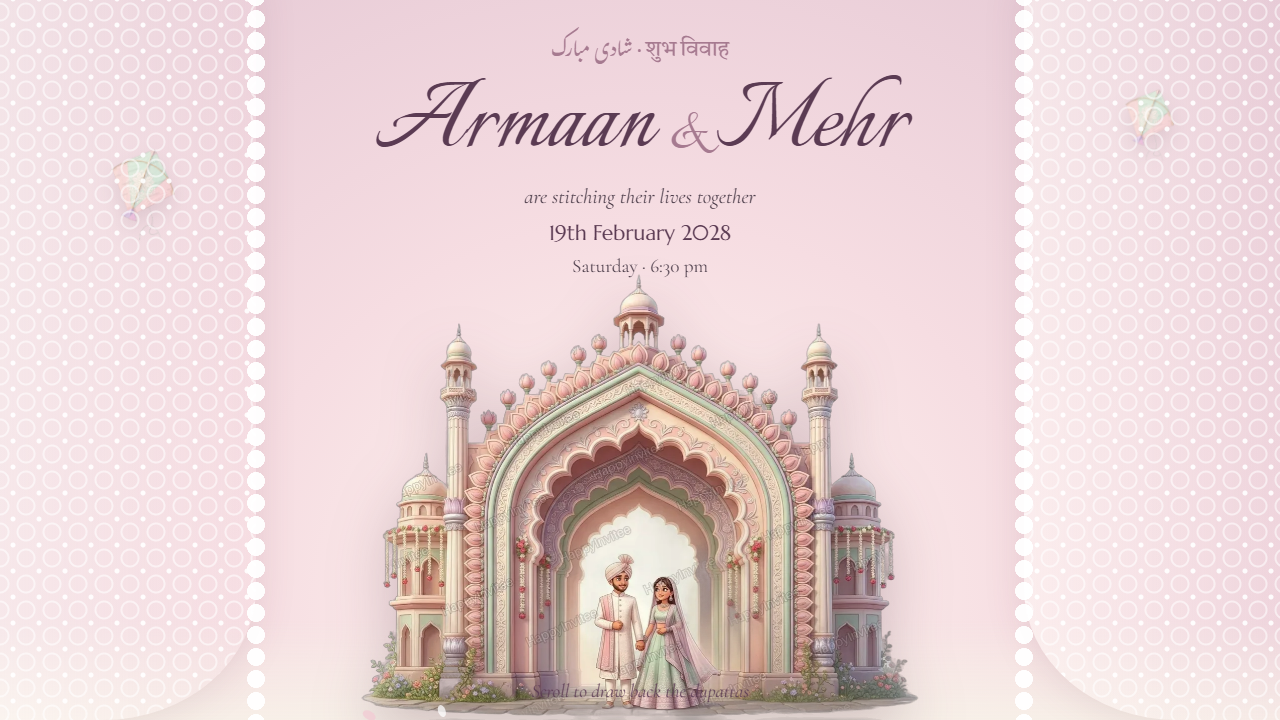 شادی مبارک · शुभ विवाह
Armaan & Mehr
are stitching their lives together
19th February 2028
Saturday · 6:30 pm
HappyInvites
Scroll to draw back the dupattas